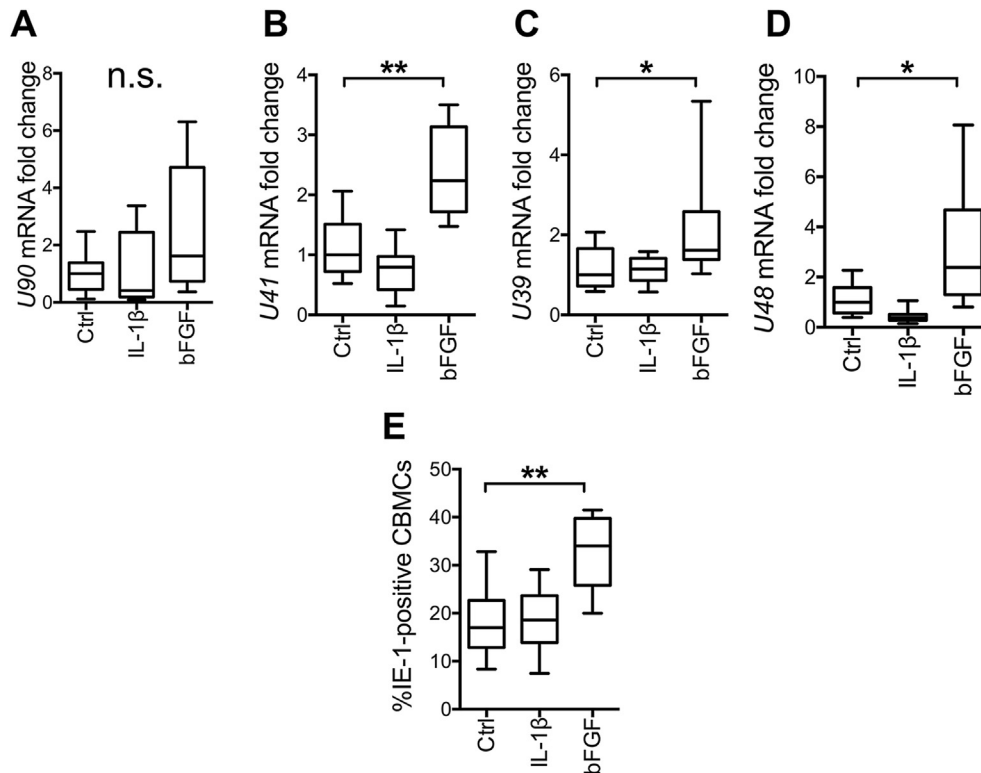 A
n.s.
U90 mRNA fold change
8
6
4
2
0
Ctrl
IL-1β
bFGF
B
**
U41 mRNA fold change
4
3
2
1
0
Ctrl
IL-1β
bFGF
C
*
U39 mRNA fold change
6
4
2
0
Ctrl
IL-1β
bFGF
D
*
U48 mRNA fold change
10
8
6
4
2
0
Ctrl
IL-1β
bFGF
E
**
%IE-1-positive CBMCs
50
40
30
20
10
0
Ctrl
IL-1β
bFGF